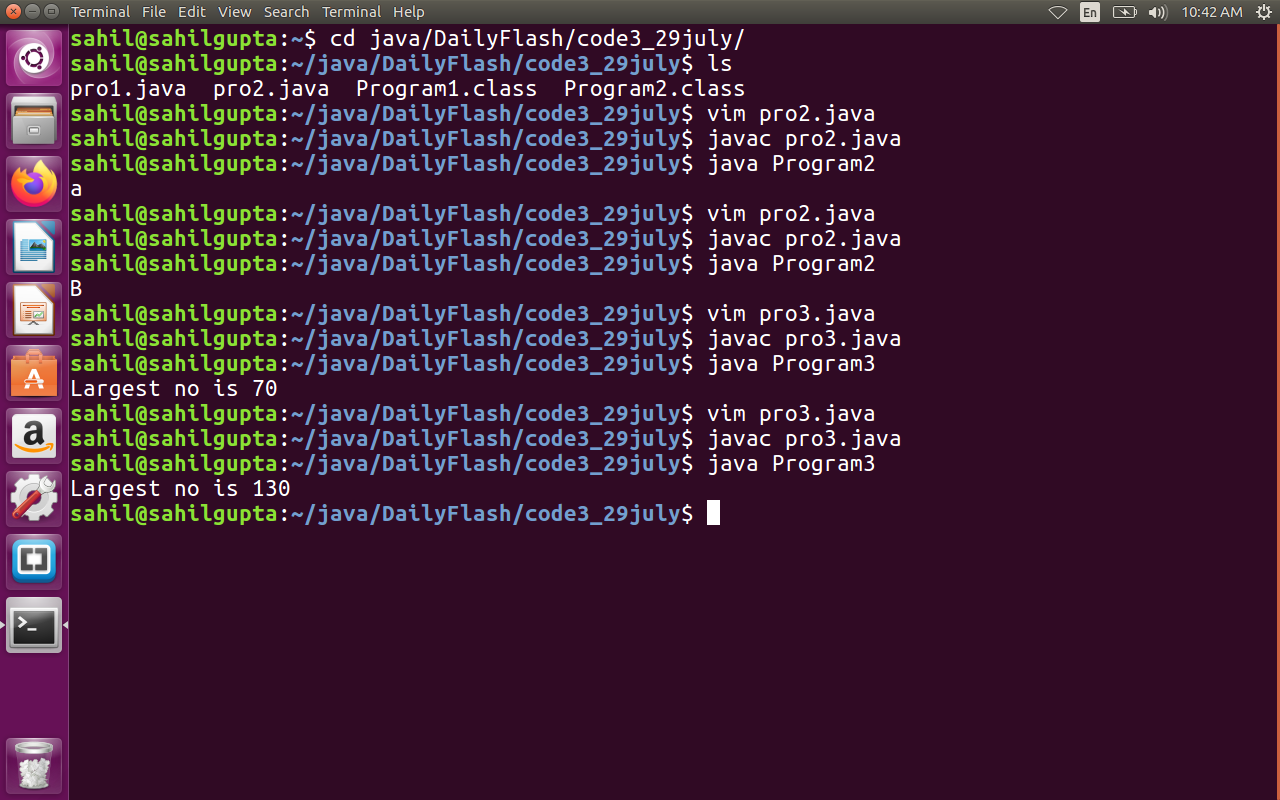 Terminal File Edit View Search Terminal Help En 10:42 AM
sahil@sahilgupta:~$ cd java/DailyFlash/code3_29july/
sahil@sahilgupta:~/java/DailyFlash/code3_29july$ ls
pro1.java  pro2.java  Program1.class  Program2.class
sahil@sahilgupta:~/java/DailyFlash/code3_29july$ vim pro2.java
sahil@sahilgupta:~/java/DailyFlash/code3_29july$ javac pro2.java
sahil@sahilgupta:~/java/DailyFlash/code3_29july$ java Program2
a
sahil@sahilgupta:~/java/DailyFlash/code3_29july$ vim pro2.java
sahil@sahilgupta:~/java/DailyFlash/code3_29july$ javac pro2.java
sahil@sahilgupta:~/java/DailyFlash/code3_29july$ java Program2
B
sahil@sahilgupta:~/java/DailyFlash/code3_29july$ vim pro3.java
sahil@sahilgupta:~/java/DailyFlash/code3_29july$ javac pro3.java
sahil@sahilgupta:~/java/DailyFlash/code3_29july$ java Program3
Largest no is 70
sahil@sahilgupta:~/java/DailyFlash/code3_29july$ vim pro3.java
sahil@sahilgupta:~/java/DailyFlash/code3_29july$ javac pro3.java
sahil@sahilgupta:~/java/DailyFlash/code3_29july$ java Program3
Largest no is 130
sahil@sahilgupta:~/java/DailyFlash/code3_29july$